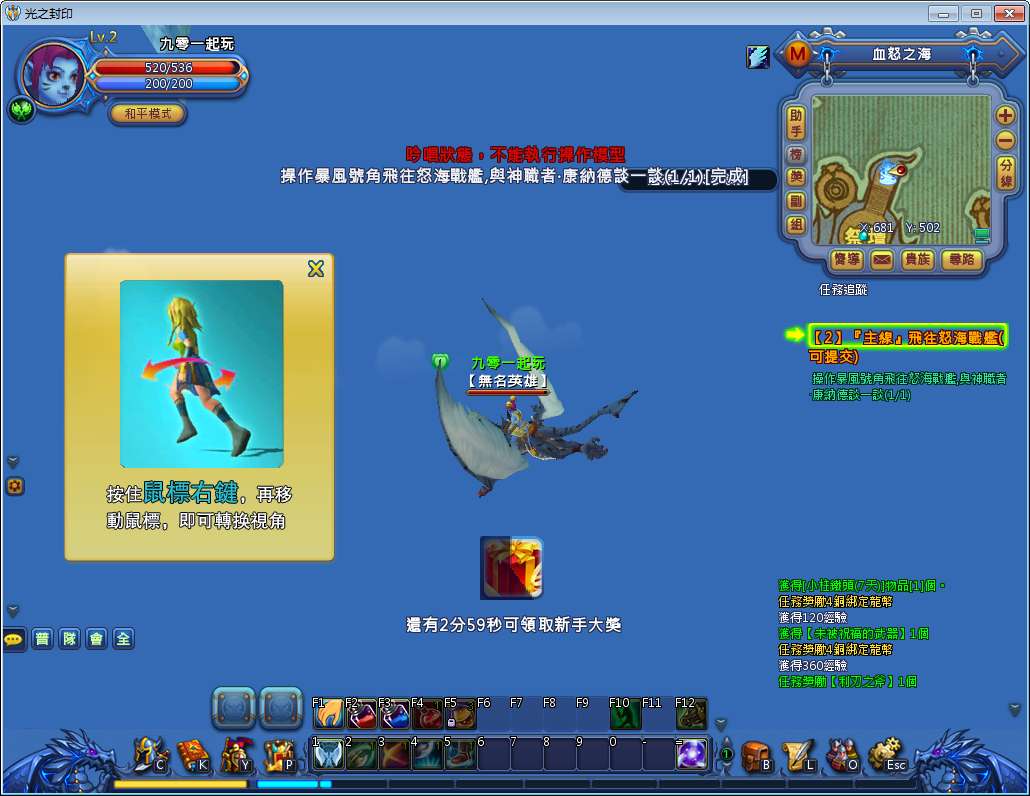 光之封印
Lv.2
九零一起玩
520/536
200/200
和平模式
M
血怒之海
助手
榜
獎
副
組
分線
祭壇
X: 681 Y: 502
嚮導
貴族
尋路
吟唱狀態，不能執行操作模型
操作暴風號角飛往怒海戰艦,與神職者·康納德談一談(1/1)[完成]
任務追蹤
【2】『主線』飛往怒海戰艦(
可提交)
操作暴風號角飛往怒海戰艦,與神職者
·康納德談一談(1/1)
按住鼠標右鍵，再移
動鼠標，即可轉換視角
九零一起玩
【無名英雄】
還有2分59秒可領取新手大獎
獲得[小柱鐵頭(7天)]物品[1]個。
任務獎勵4銅綁定龍幣
獲得120經驗
獲得【未被祝福的武器】1個
任務獎勵4銅綁定龍幣
獲得360經驗
任務獎勵【利刃之斧】1個
普 隊 會 全
F1 F2 F3 F4 F5 F6 F7 F8 F9 F10 F11 F12
1 2 3 4 5 6 7 8 9 0 - =
C K Y P 1 B L O Esc